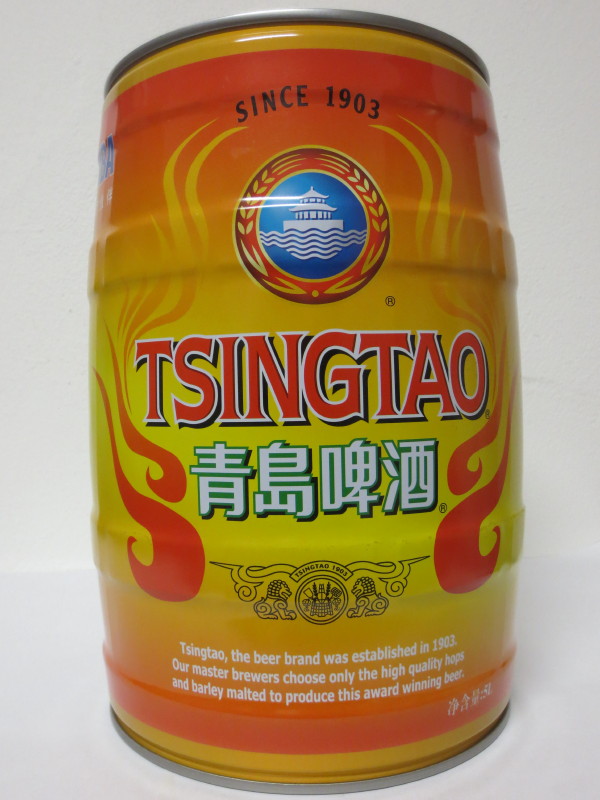 SINCE 1903
®
TSINGTAO®
青島啤酒®
TSINGTAO 1903
Tsingtao, the beer brand was established in 1903.
Our master brewers choose only the high quality hops
and barley malted to produce this award winning beer.
净含量:5L